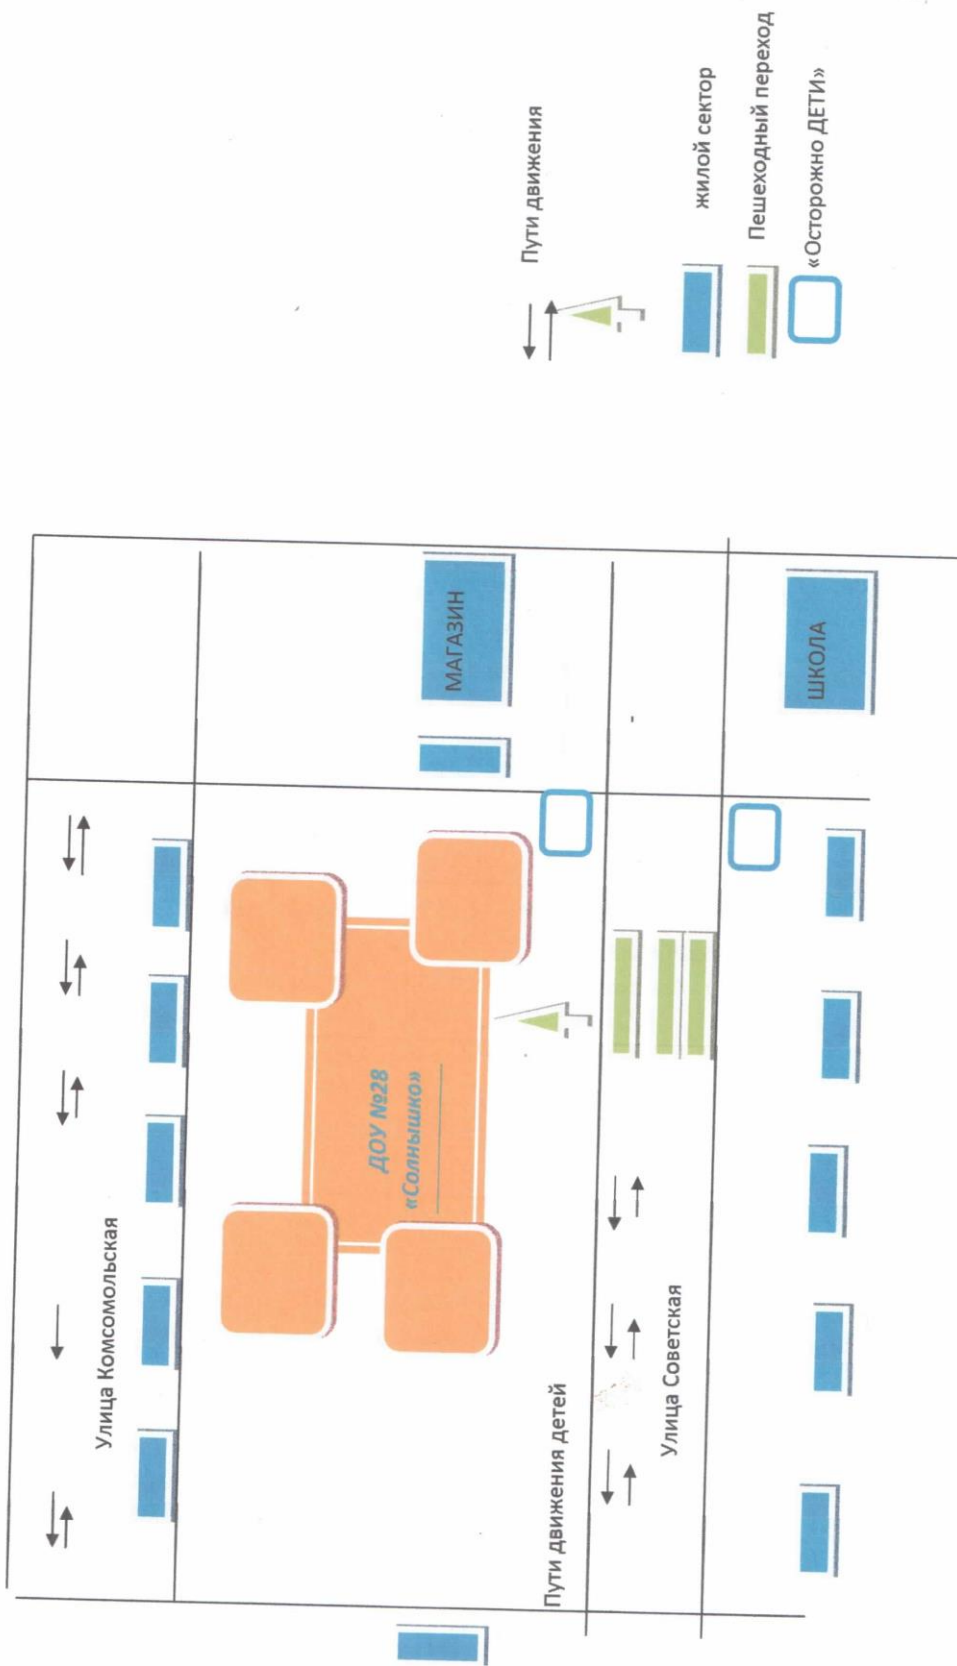 Улица Комсомольская
ДОУ №28
«Солнышко»
МАГАЗИН
Пути движения детей
Улица Советская
ШКОЛА
Пути движения
жилой сектор
Пешеходный переход
«Осторожно ДЕТИ»